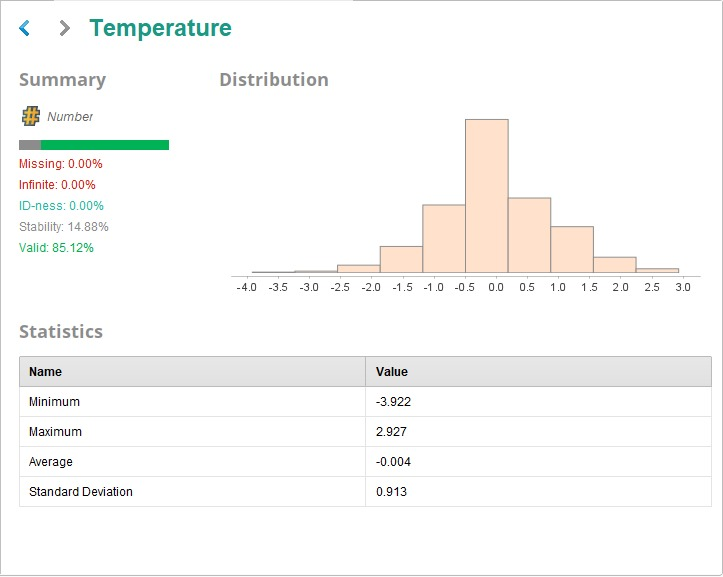 Temperature
Summary
Distribution
# Number
Missing: 0.00%
Infinite: 0.00%
ID-ness: 0.00%
Stability: 14.88%
Valid: 85.12%
-4.0 -3.5 -3.0 -2.5 -2.0 -1.5 -1.0 -0.5 0.0 0.5 1.0 1.5 2.0 2.5 3.0
Statistics
Name Value
Minimum -3.922
Maximum 2.927
Average -0.004
Standard Deviation 0.913